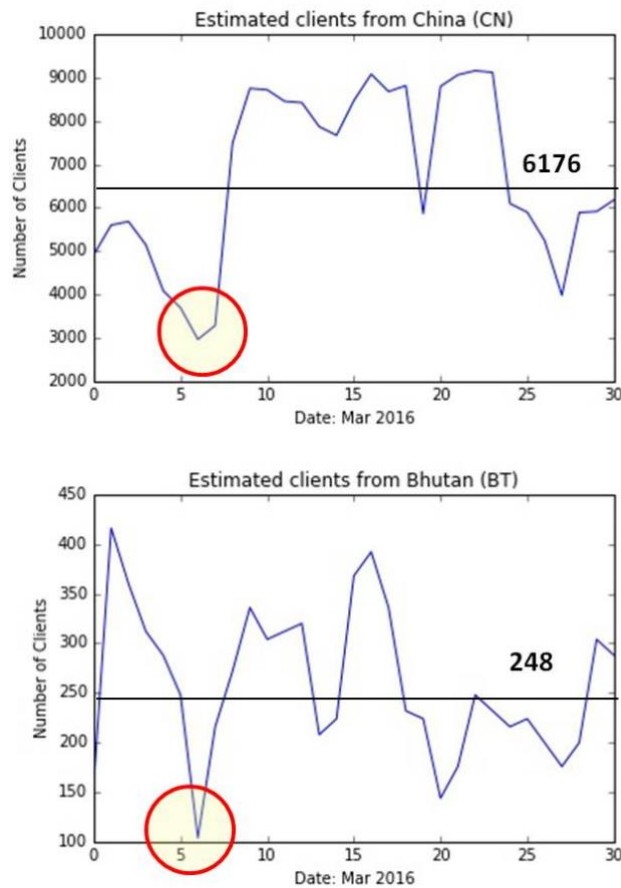 Estimated clients from China (CN)
10000
9000
8000
7000
6000
5000
4000
3000
2000
Number of Clients
6176
0 5 10 15 20 25 30
Date: Mar 2016
Estimated clients from Bhutan (BT)
450
400
350
300
250
200
150
100
Number of Clients
248
0 5 10 15 20 25 30
Date: Mar 2016